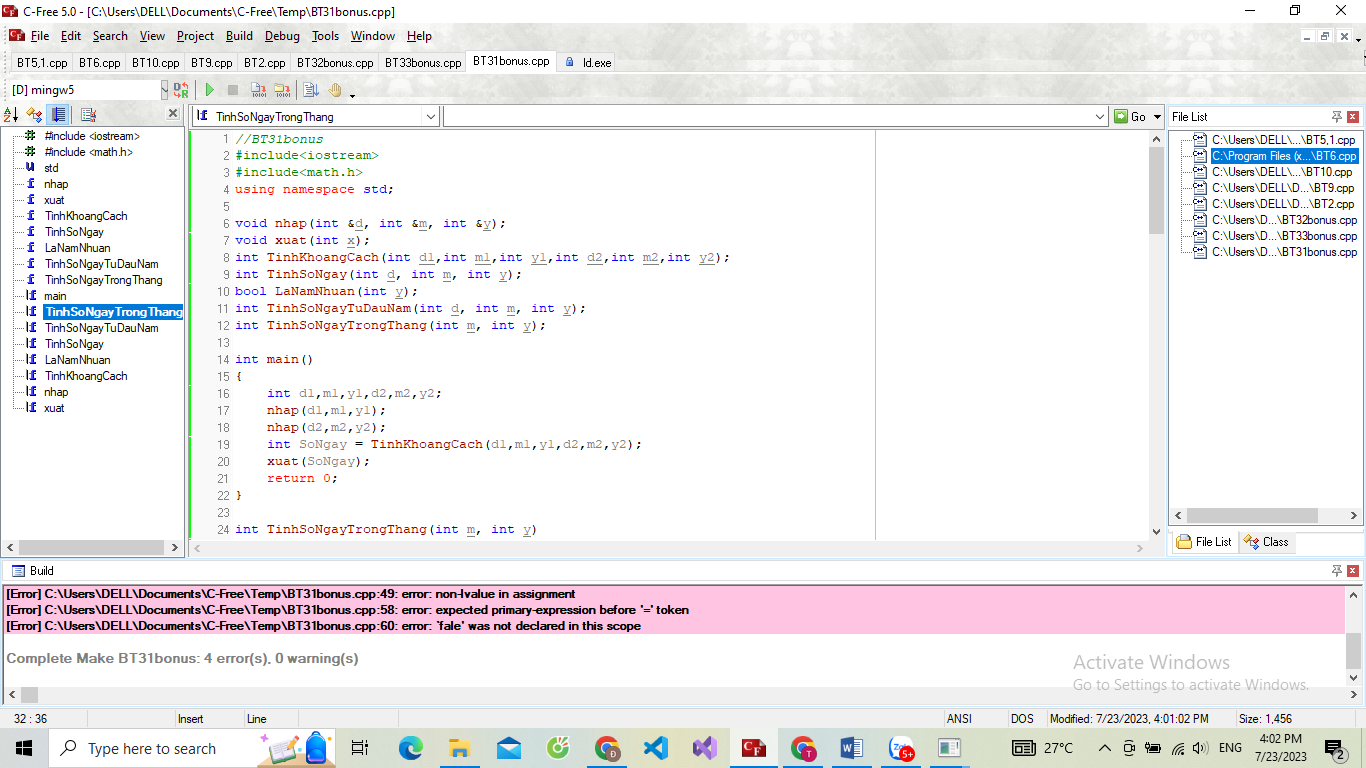 C-Free 5.0 - [C:\Users\DELL\Documents\C-Free\Temp\BT31bonus.cpp]
File Edit Search View Project Build Debug Tools Window Help
BT5,1.cpp BT6.cpp BT10.cpp BT9.cpp BT2.cpp BT32bonus.cpp BT33bonus.cpp BT31bonus.cpp ld.exe
[D] mingw5
TinhSoNgayTrongThang
Go
#include <iostream>
#include <math.h>
std
nhap
xuat
TinhKhoangCach
TinhSoNgay
LaNamNhuan
TinhSoNgayTuDauNam
TinhSoNgayTrongThang
main
TinhSoNgayTrongThang
TinhSoNgayTuDauNam
TinhSoNgay
LaNamNhuan
TinhKhoangCach
nhap
xuat
1 //BT31bonus
2 #include<iostream>
3 #include<math.h>
4 using namespace std;
5
6 void nhap(int &d, int &m, int &y);
7 void xuat(int x);
8 int TinhKhoangCach(int d1,int m1,int y1,int d2,int m2,int y2);
9 int TinhSoNgay(int d, int m, int y);
10 bool LaNamNhuan(int y);
11 int TinhSoNgayTuDauNam(int d, int m, int y);
12 int TinhSoNgayTrongThang(int m, int y);
13
14 int main()
15 {
16 int d1,m1,y1,d2,m2,y2;
17 nhap(d1,m1,y1);
18 nhap(d2,m2,y2);
19 int SoNgay = TinhKhoangCach(d1,m1,y1,d2,m2,y2);
20 xuat(SoNgay);
21 return 0;
22 }
23
24 int TinhSoNgayTrongThang(int m, int y)
File List
C:\Users\DELL\...\BT5,1.cpp
C:\Program Files (x...\BT6.cpp
C:\Users\DELL\...\BT10.cpp
C:\Users\DELL\D...\BT9.cpp
C:\Users\DELL\D...\BT2.cpp
C:\Users\D...\BT32bonus.cpp
C:\Users\D...\BT33bonus.cpp
C:\Users\D...\BT31bonus.cpp
File List Class
Build
[Error] C:\Users\DELL\Documents\C-Free\Temp\BT31bonus.cpp:49: error: non-lvalue in assignment
[Error] C:\Users\DELL\Documents\C-Free\Temp\BT31bonus.cpp:58: error: expected primary-expression before '=' token
[Error] C:\Users\DELL\Documents\C-Free\Temp\BT31bonus.cpp:60: error: 'fale' was not declared in this scope
Complete Make BT31bonus: 4 error(s), 0 warning(s)
Activate Windows
Go to Settings to activate Windows.
32 : 36 Insert Line ANSI DOS Modified: 7/23/2023, 4:01:02 PM Size: 1,456
Type here to search
5+
27°C
ENG
4:02 PM
7/23/2023
2